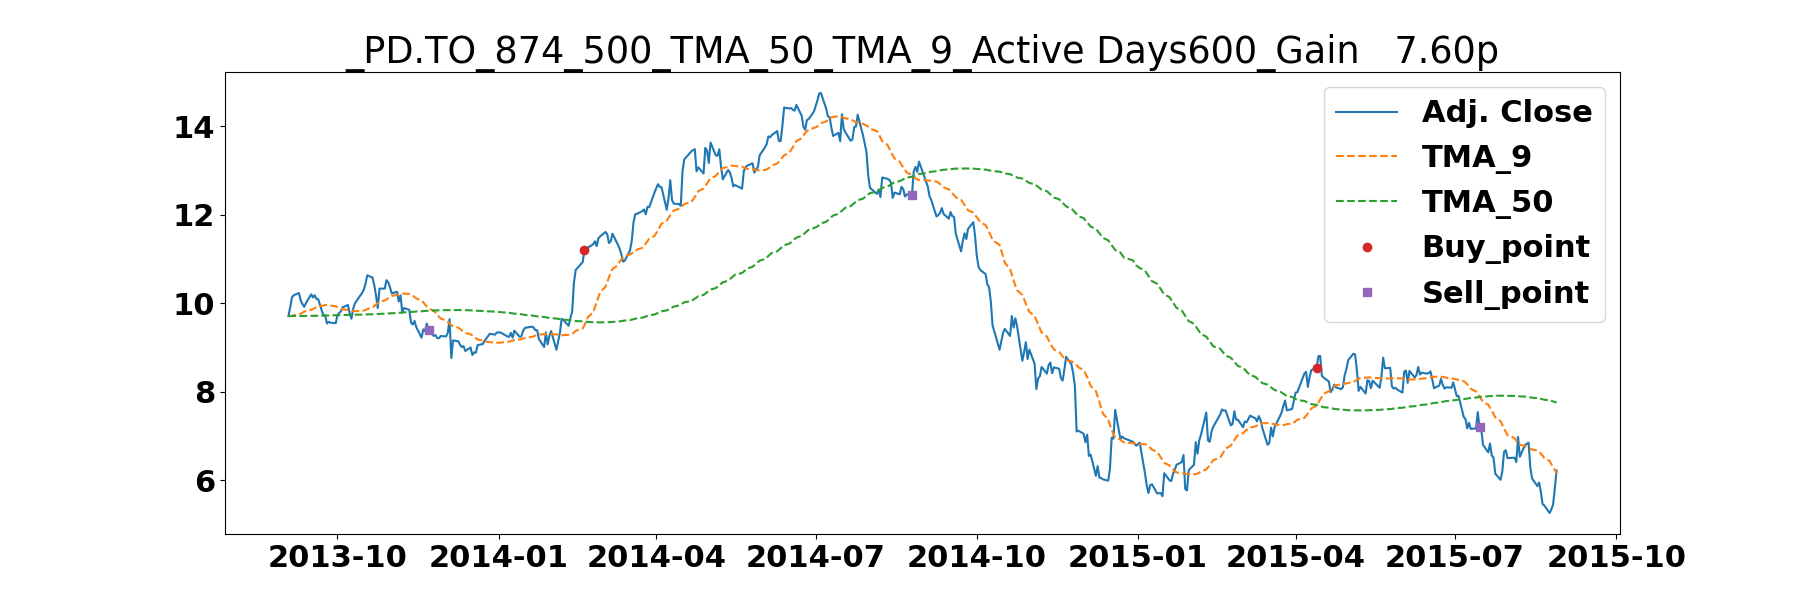 _PD.TO_874_500_TMA_50_TMA_9_Active Days600_Gain   7.60p
14
12
10
8
6
Adj. Close
TMA_9
TMA_50
Buy_point
Sell_point
2013-10 2014-01 2014-04 2014-07 2014-10 2015-01 2015-04 2015-07 2015-10